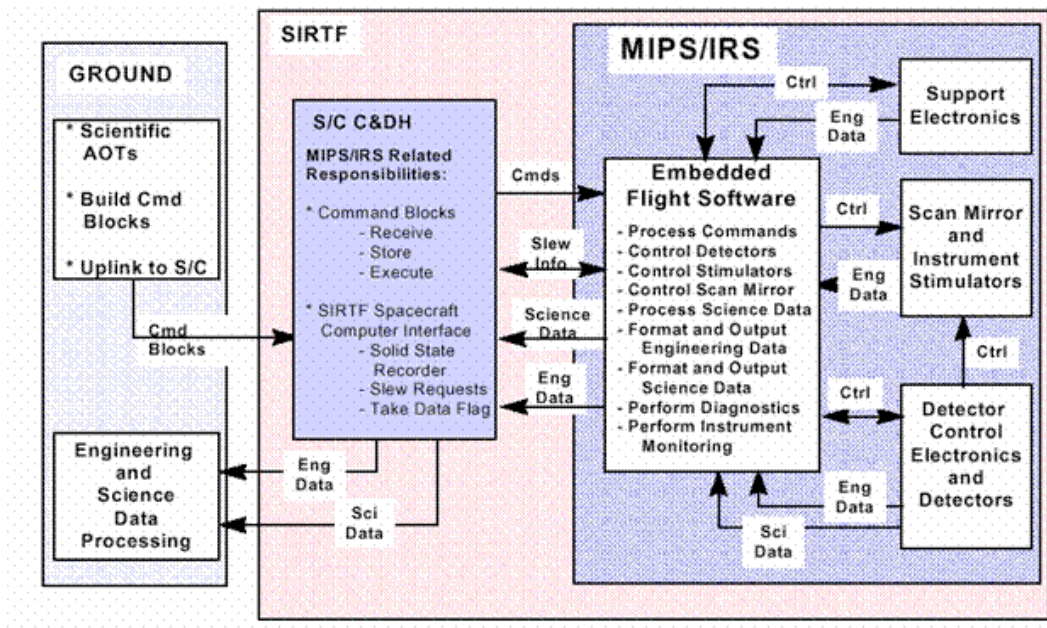 GROUND
* Scientific
AOTs
* Build Cmd
Blocks
* Uplink to S/C
Cmd
Blocks
Engineering
and
Science
Data
Processing
SIRTF
S/C C&DH
MIPS/IRS Related
Responsibilities:
* Command Blocks
- Receive
- Store
- Execute
* SIRTF Spacecraft
Computer Interface
- Solid State
Recorder
- Slew Requests
- Take Data Flag
Eng
Data
Sci
Data
Cmds
Slew
Info
Science
Data
Eng
Data
MIPS/IRS
Embedded
Flight Software
- Process Commands
- Control Detectors
- Control Stimulators
- Control Scan Mirror
- Process Science Data
- Format and Output
Engineering Data
- Format and Output
Science Data
- Perform Diagnostics
- Perform Instrument
Monitoring
Ctrl
Eng
Data
Support
Electronics
Ctrl
Eng
Data
Scan Mirror
and
Instrument
Stimulators
Ctrl
Ctrl
Eng
Data
Sci
Data
Detector
Control
Electronics
and
Detectors